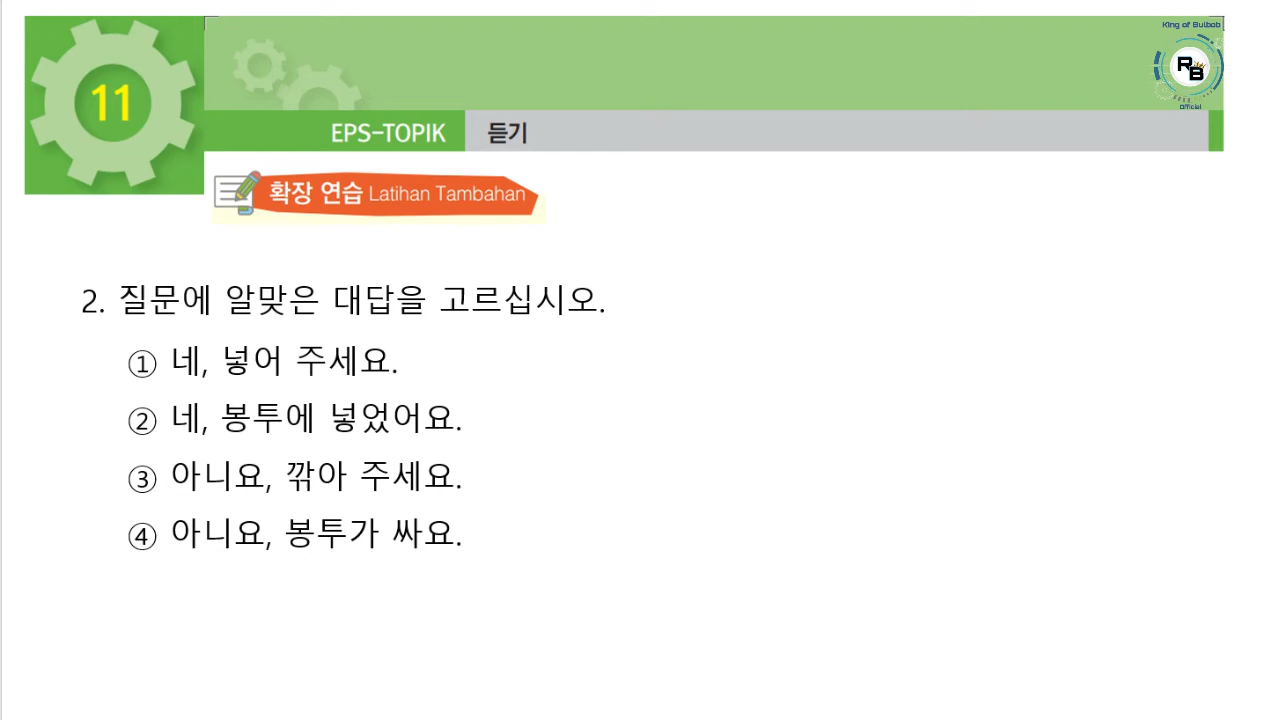 King of Bulbob
RB
Official
11
EPS-TOPIK 듣기
확장 연습 Latihan Tambahan
2. 질문에 알맞은 대답을 고르십시오.
① 네, 넣어 주세요.
② 네, 봉투에 넣었어요.
③ 아니요, 깎아 주세요.
④ 아니요, 봉투가 싸요.